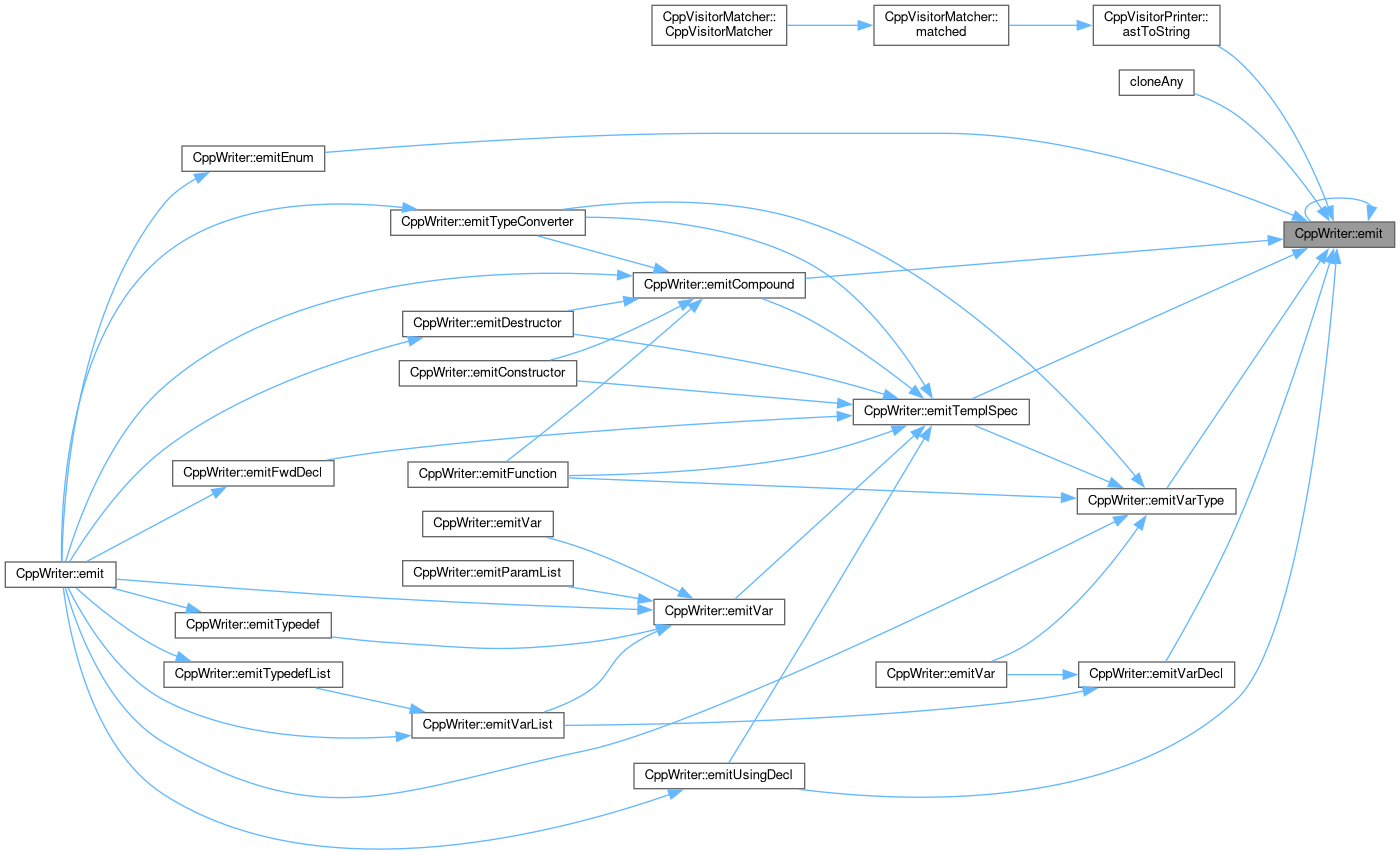 CppVisitorMatcher::
CppVisitorMatcher
CppVisitorMatcher::
matched
CppVisitorPrinter::
astToString
cloneAny
CppWriter::emitEnum
CppWriter::emitTypeConverter
CppWriter::emit
CppWriter::emitCompound
CppWriter::emitDestructor
CppWriter::emitConstructor
CppWriter::emitTemplSpec
CppWriter::emitFwdDecl
CppWriter::emitFunction
CppWriter::emitVarType
CppWriter::emitVar
CppWriter::emit
CppWriter::emitParamList
CppWriter::emitVar
CppWriter::emitTypedef
CppWriter::emitTypedefList
CppWriter::emitVar
CppWriter::emitVarDecl
CppWriter::emitVarList
CppWriter::emitUsingDecl